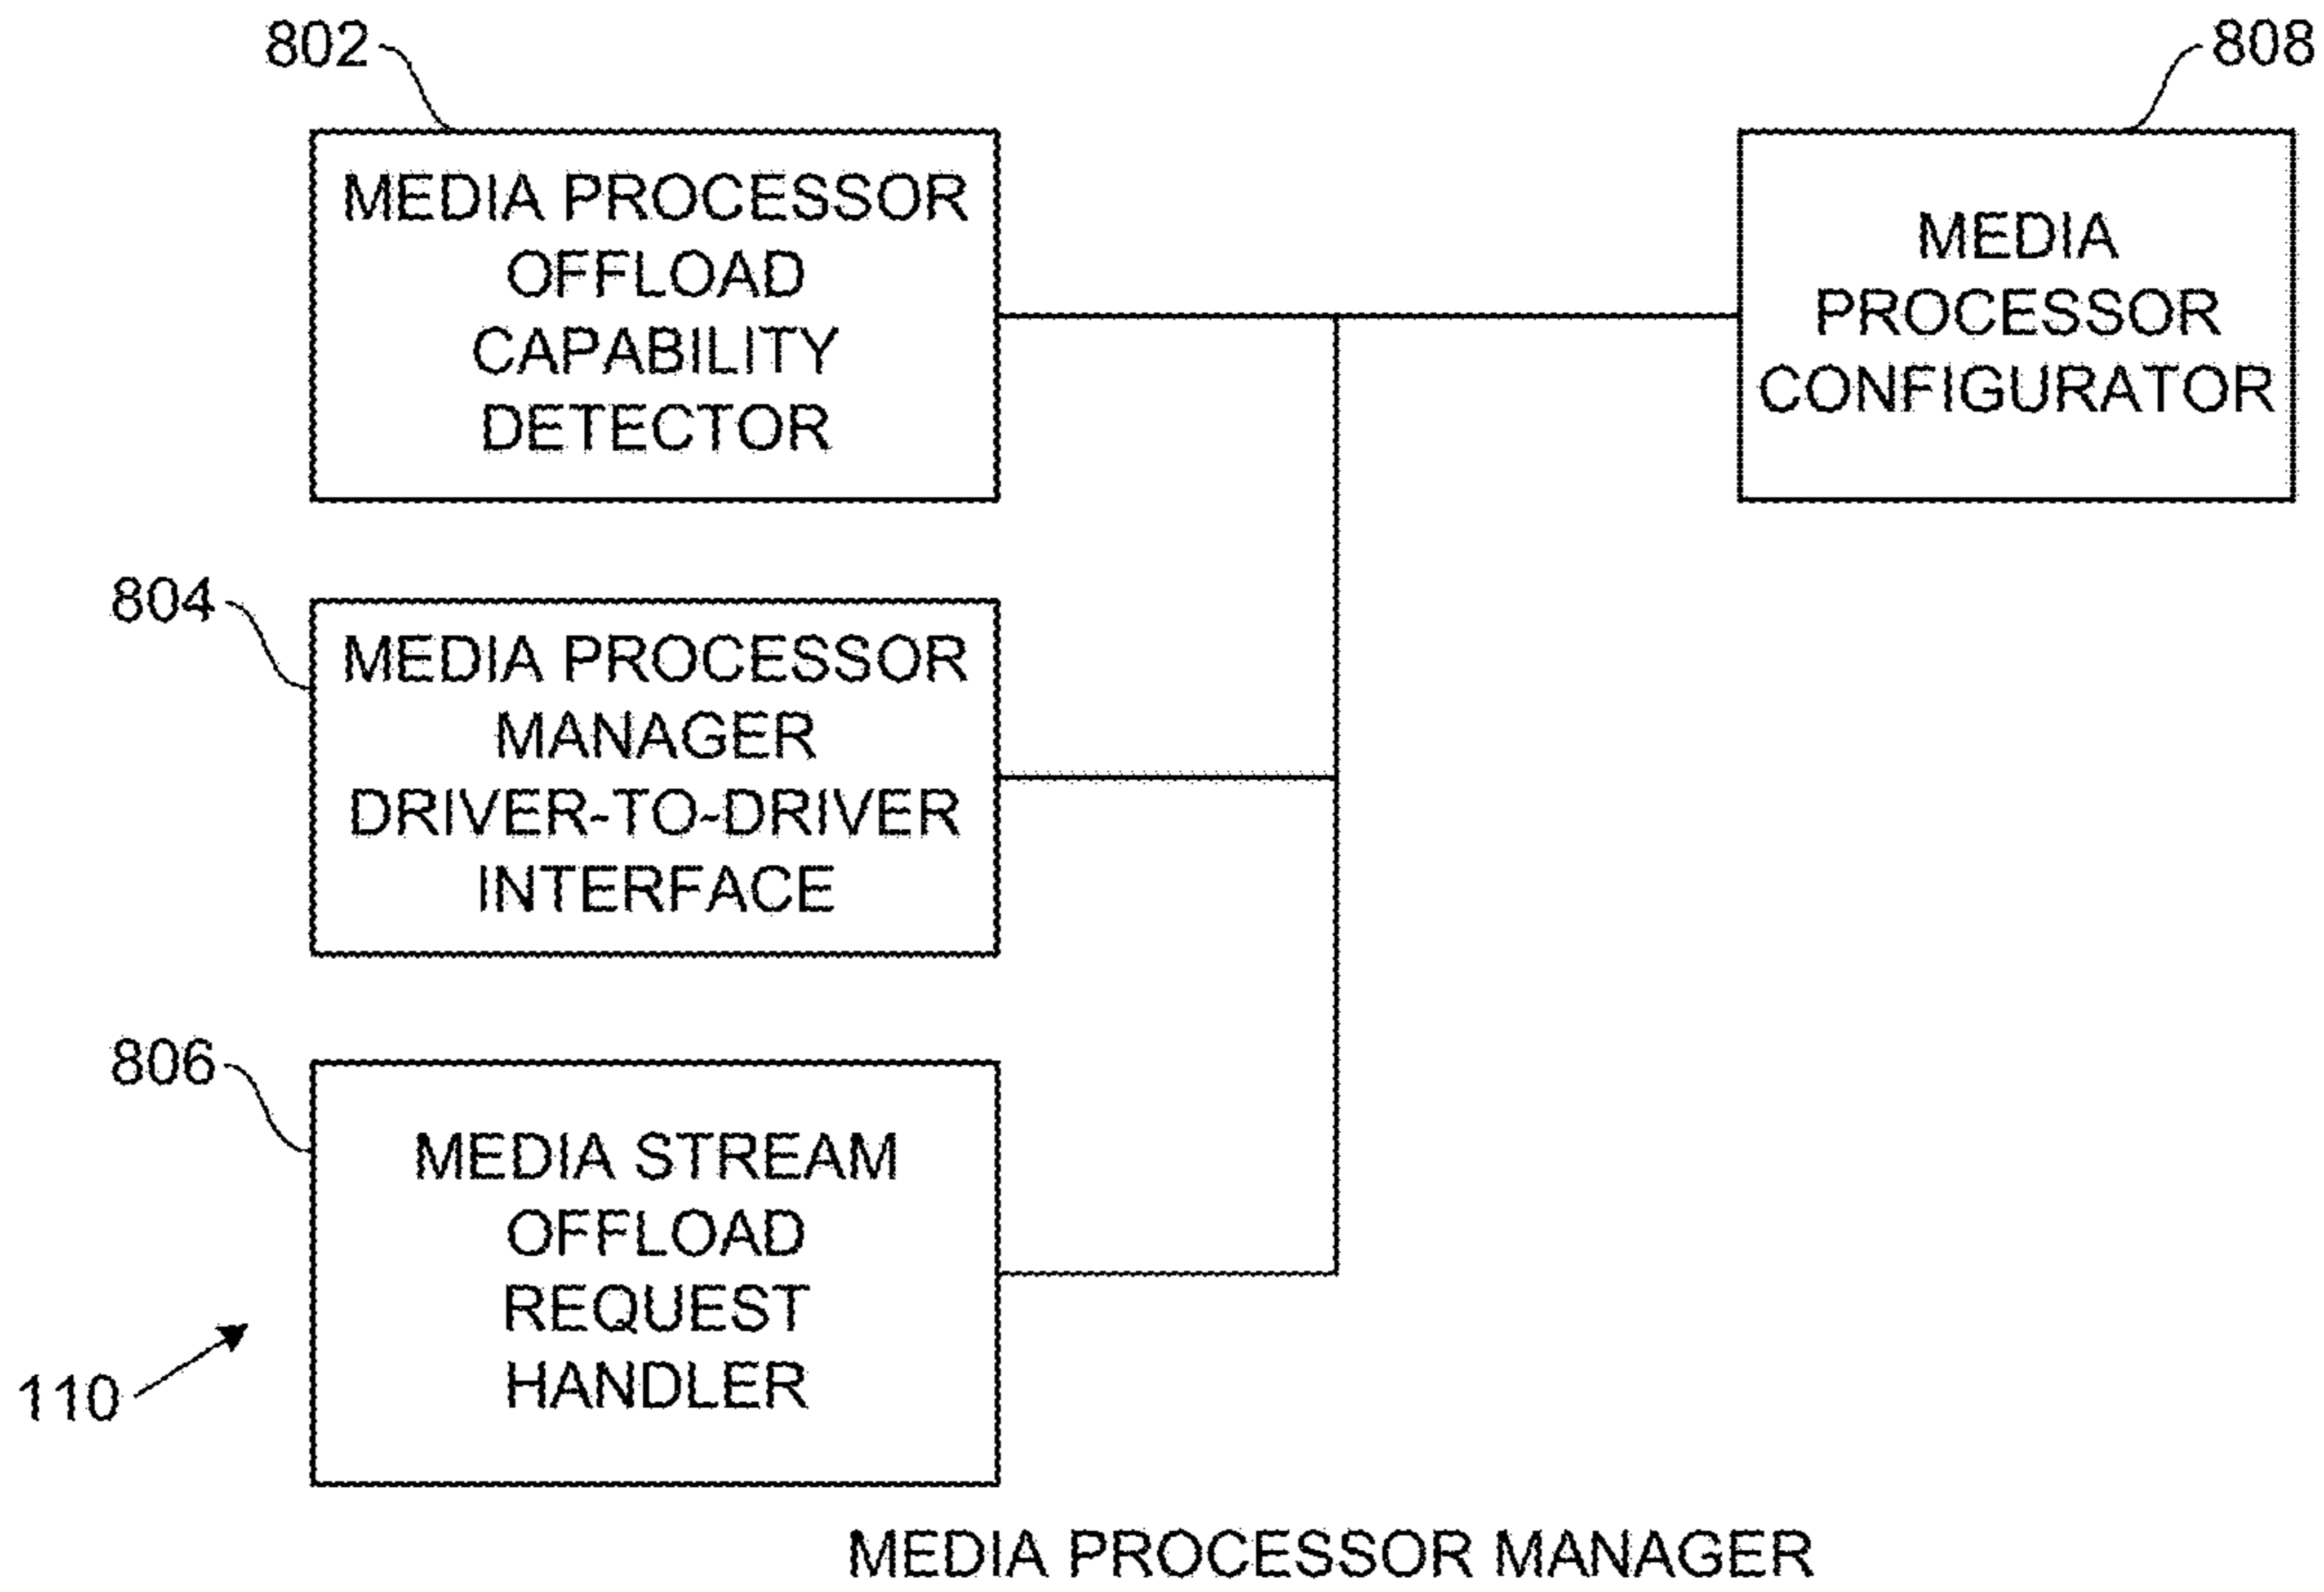 802
808
MEDIA PROCESSOR
OFFLOAD
CAPABILITY
DETECTOR
MEDIA
PROCESSOR
CONFIGURATOR
804
MEDIA PROCESSOR
MANAGER
DRIVER-TO-DRIVER
INTERFACE
806
MEDIA STREAM
OFFLOAD
REQUEST
HANDLER
110
MEDIA PROCESSOR MANAGER